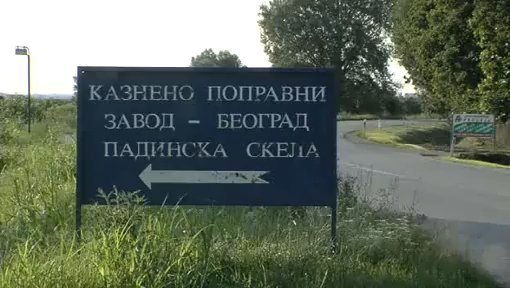 КАЗНЕНО ПОПРАВНИ
ЗАВОД – БЕОГРАД
ПАДИНСКА СКЕЛА